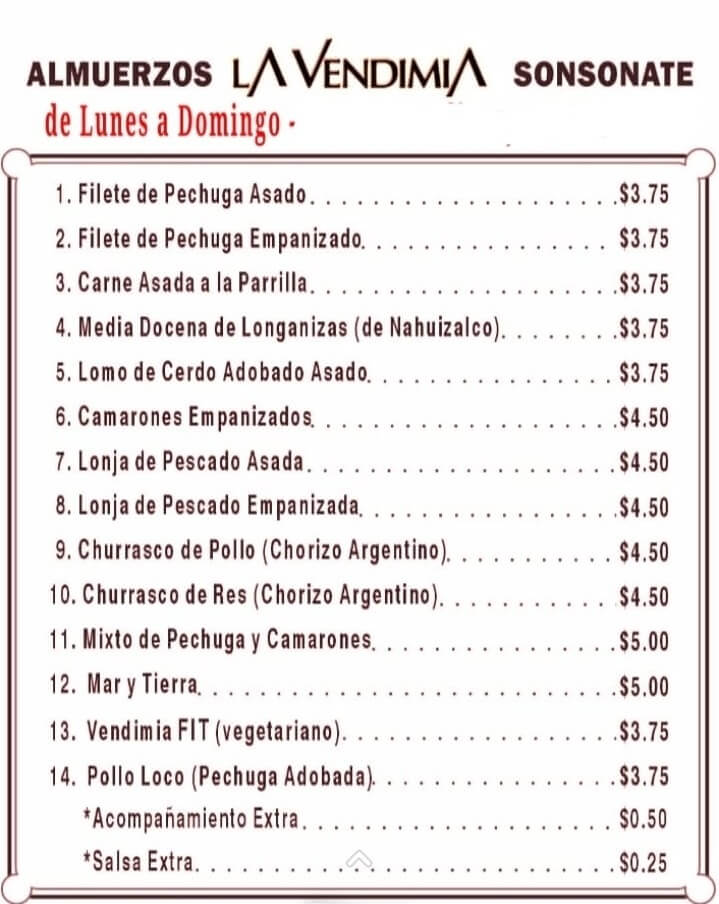 ALMUERZOS LA VENDIMIA SONSONATE
de Lunes a Domingo -
1. Filete de Pechuga Asado. . . . . . . . . . . . . . . . . . . . .$3.75
2. Filete de Pechuga Empanizado. . . . . . . . . . . . . . . . $3.75
3. Carne Asada a la Parrilla. . . . . . . . . . . . . . . . . . . . .$3.75
4. Media Docena de Longanizas (de Nahuizalco). . . . . . . .$3.75
5. Lomo de Cerdo Adobado Asado. . . . . . . . . . . . . . . . $3.75
6. Camarones Empanizados. . . . . . . . . . . . . . . . . . . . .$4.50
7. Lonja de Pescado Asada. . . . . . . . . . . . . . . . . . . . .$4.50
8. Lonja de Pescado Empanizada. . . . . . . . . . . . . . . . . .$4.50
9. Churrasco de Pollo (Chorizo Argentino). . . . . . . . . . . $4.50
10. Churrasco de Res (Chorizo Argentino). . . . . . . . . . . $4.50
11. Mixto de Pechuga y Camarones. . . . . . . . . . . . . . . .$5.00
12. Mar y Tierra. . . . . . . . . . . . . . . . . . . . . . . . . . . .$5.00
13. Vendimia FIT (vegetariano). . . . . . . . . . . . . . . . . . .$3.75
14. Pollo Loco (Pechuga Adobada). . . . . . . . . . . . . . . . .$3.75
*Acompañamiento Extra. . . . . . . . . . . . . . . . . . . . . $0.50
*Salsa Extra. . . . . . . . . . . . . . . . . . . . . . . . . . . . .$0.25